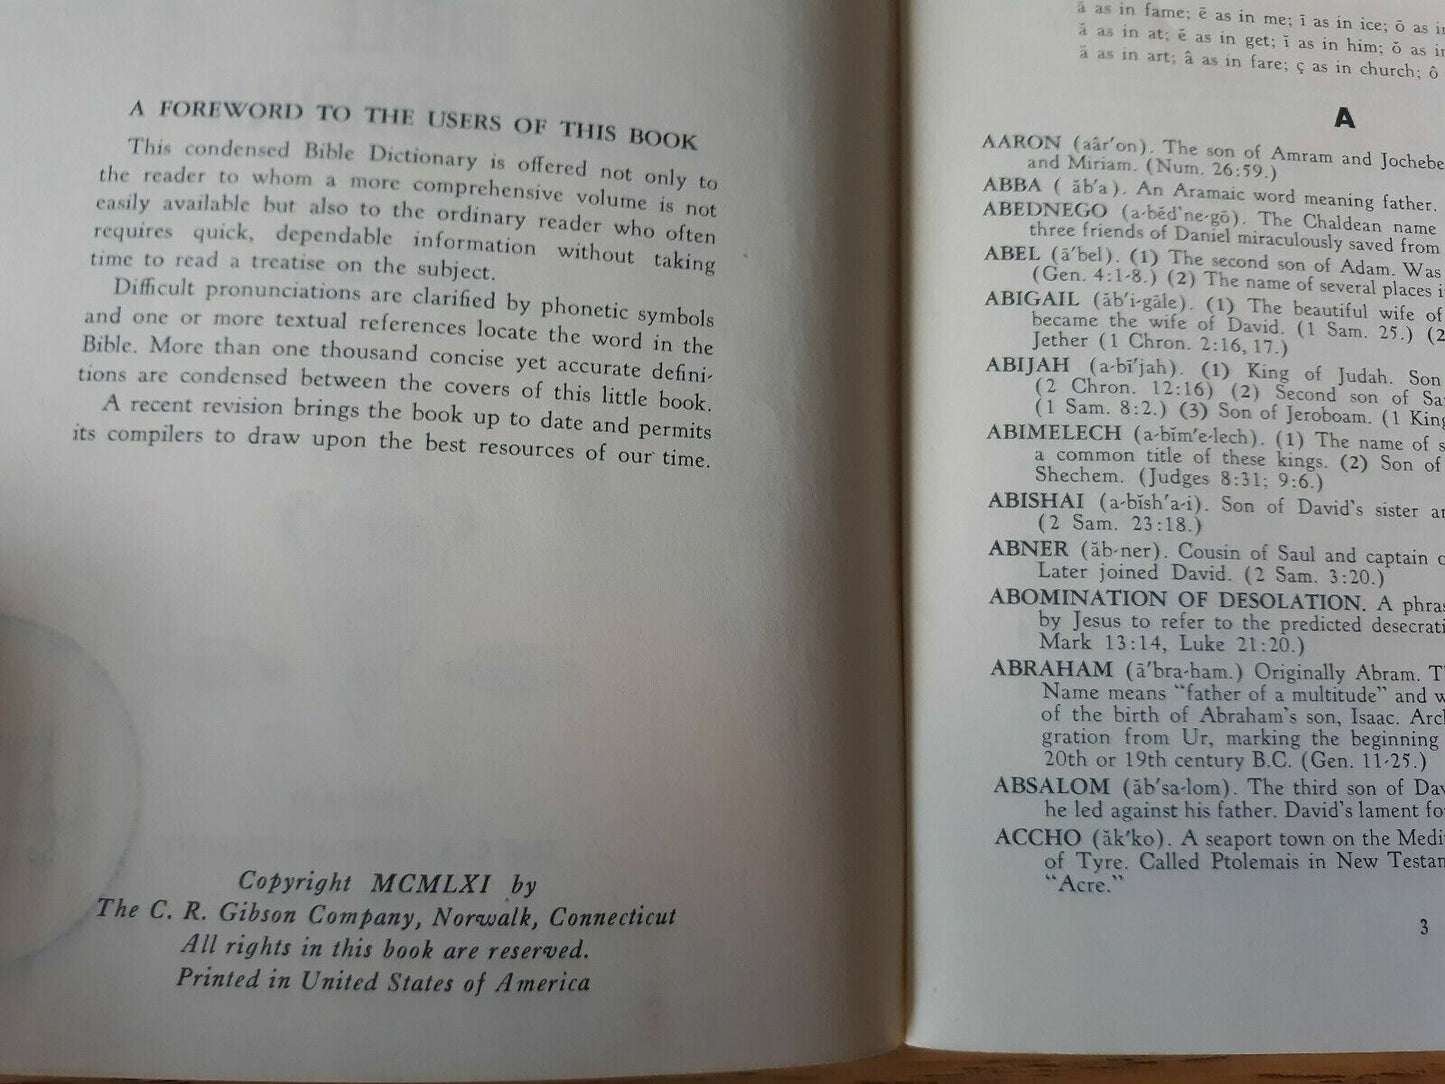 A FOREWORD TO THE USERS OF THIS BOOK
This condensed Bible Dictionary is offered not only to
the reader to whom a more comprehensive volume is not
easily available but also to the ordinary reader who often
requires quick, dependable information without taking
time to read a treatise on the subject.
Difficult pronunciations are clarified by phonetic symbols
and one or more textual references locate the word in the
Bible. More than one thousand concise yet accurate defini-
tions are condensed between the covers of this little book.
A recent revision brings the book up to date and permits
its compilers to draw upon the best resources of our time.
Copyright MCMLXI by
The C. R. Gibson Company, Norwalk, Connecticut
All rights in this book are reserved.
Printed in United States of America
ā as in fame; ē as in me; ī as in ice; ō as
ă as in at; ĕ as in get; ĭ as in him; ŏ as in
ä as in art; â as in fare; ç as in church; ô
A
AARON (aâr′on). The son of Amram and Jochebe
and Miriam. (Num. 26:59.)
ABBA ( ăb′a). An Aramaic word meaning father.
ABEDNEGO (a-bĕd′ne-gō). The Chaldean name
three friends of Daniel miraculously saved from
ABEL (ā′bel). (1) The second son of Adam. Was
(Gen. 4:1-8.) (2) The name of several places
ABIGAIL (ăb′i-gāle). (1) The beautiful wife of
became the wife of David. (1 Sam. 25.) (2
Jether (1 Chron. 2:16, 17.)
ABIJAH (a-bī′jah). (1) King of Judah. Son
(2 Chron. 12:16) (2) Second son of Sa
(1 Sam. 8:2.) (3) Son of Jeroboam. (1 King
ABIMELECH (a-bĭm′e-lech). (1) The name of s
a common title of these kings. (2) Son of
Shechem. (Judges 8:31; 9:6.)
ABISHAI (a-bĭsh′a-i). Son of David's sister a
(2 Sam. 23:18.)
ABNER (ăb-ner). Cousin of Saul and captain o
Later joined David. (2 Sam. 3:20.)
ABOMINATION OF DESOLATION. A phras
by Jesus to refer to the predicted desecrati
Mark 13:14, Luke 21:20.)
ABRAHAM (ā′bra-ham.) Originally Abram. T
Name means "father of a multitude" and w
of the birth of Abraham's son, Isaac. Arch
gration from Ur, marking the beginning
20th or 19th century B.C. (Gen. 11-25.)
ABSALOM (ăb′sa-lom). The third son of Dav
he led against his father. David's lament fo
ACCHO (ăk′ko). A seaport town on the Medi
of Tyre. Called Ptolemais in New Testam
"Acre."
3